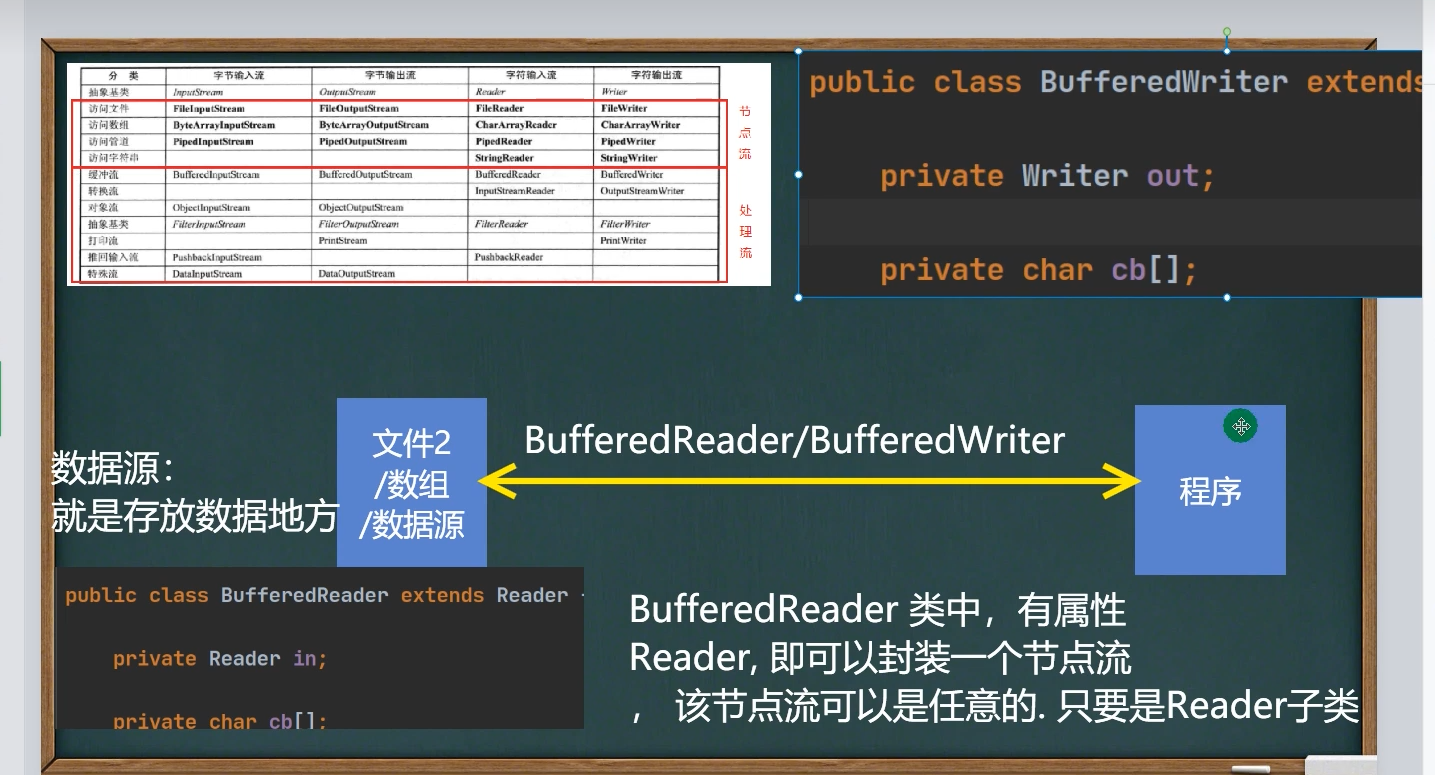 分 类 字节输入流 字节输出流 字符输入流 字符输出流
抽象基类 InputStream OutputStream Reader Writer
访问文件 FileInputStream FileOutputStream FileReader FileWriter
访问数组 ByteArrayInputStream ByteArrayOutputStream CharArrayReader CharArrayWriter
访问管道 PipedInputStream PipedOutputStream PipedReader PipedWriter
访问字符串 StringReader StringWriter
缓冲流 BufferedInputStream BufferedOutputStream BufferedReader BufferedWriter
转换流 InputStreamReader OutputStreamWriter
对象流 ObjectInputStream ObjectOutputStream
抽象基类 FilterInputStream FilterOutputStream FilterReader FilterWriter
打印流 PrintStream PrintWriter
推回输入流 PushbackInputStream PushbackReader
特殊流 DataInputStream DataOutputStream
节
点
流
处
理
流
public class BufferedWriter extends
private Writer out;
private char cb[];
数据源：
就是存放数据地方
文件2
/数组
/数据源
BufferedReader/BufferedWriter
程序
public class BufferedReader extends Reader
private Reader in;
private char cb[];
BufferedReader 类中，有属性
Reader, 即可以封装一个节点流
， 该节点流可以是任意的. 只要是Reader子类